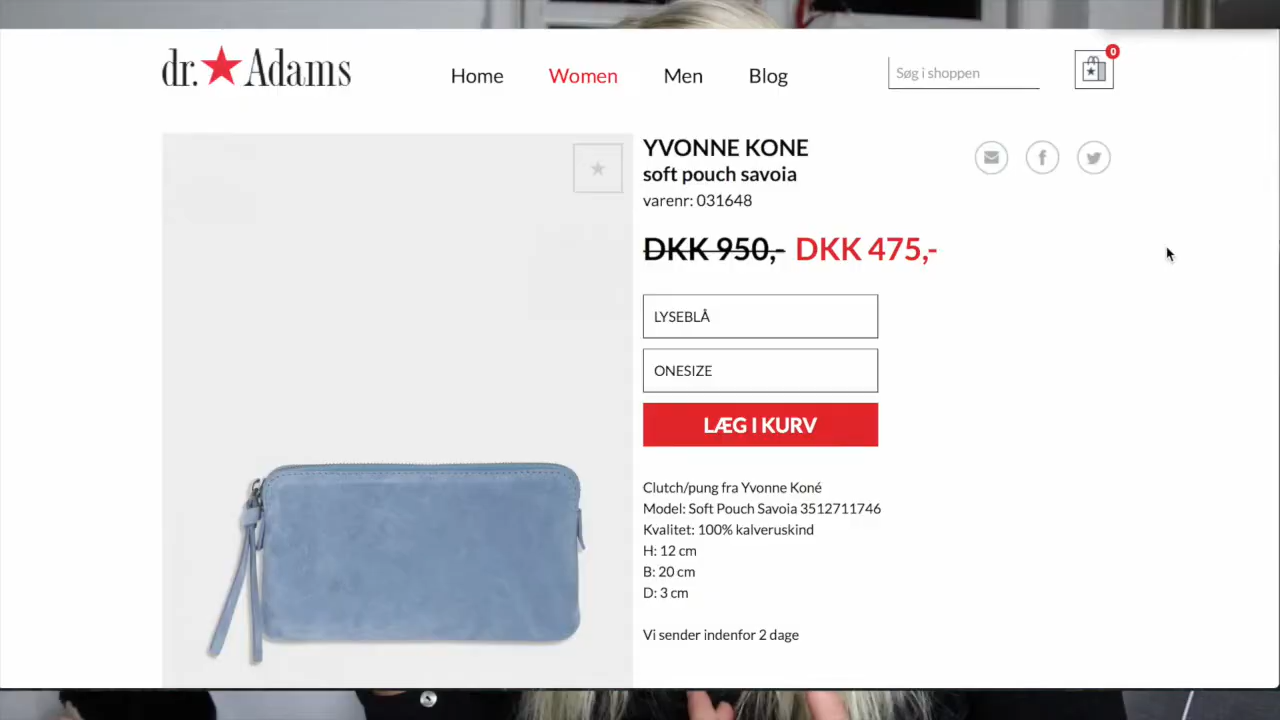 dr. Adams
Home Women Men Blog
Søg i shoppen
0
YVONNE KONE
soft pouch savoia
varenr: 031648
DKK 950,- DKK 475,-
LYSEBLÅ
ONESIZE
LÆG I KURV
Clutch/pung fra Yvonne Koné
Model: Soft Pouch Savoia 3512711746
Kvalitet: 100% kalveruskind
H: 12 cm
B: 20 cm
D: 3 cm
Vi sender indenfor 2 dage